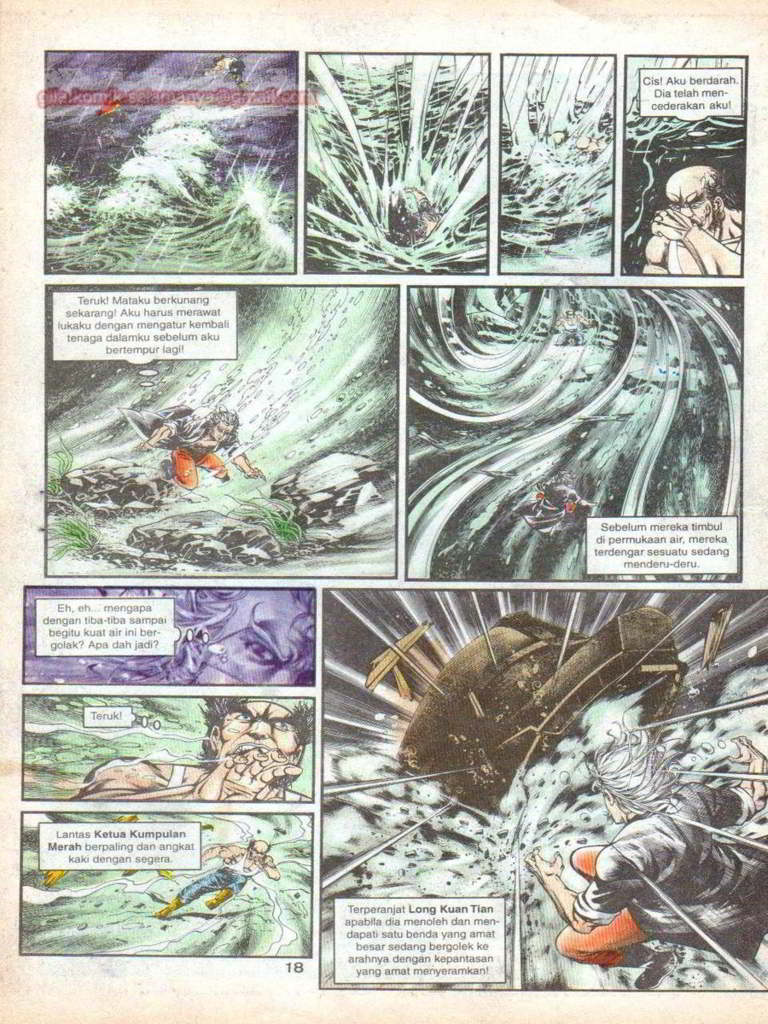 Cis! Aku berdarah.
Dia telah men-
cederakan aku!
Teruk! Mataku berkunang
sekarang! Aku harus merawat
lukaku dengan mengatur kembali
tenaga dalamku sebelum aku
bertempur lagi!
Sebelum mereka timbul
di permukaan air, mereka
terdengar sesuatu sedang
menderu-deru.
Eh, eh... mengapa
dengan tiba-tiba sampai
begitu kuat air ini ber-
golak? Apa dah jadi?
Teruk!
Lantas Ketua Kumpulan
Merah berpaling dan angkat
kaki dengan segera.
Terperanjat Long Kuan Tian
apabila dia menoleh dan men-
dapati satu benda yang amat
besar sedang bergolek ke
arahnya dengan kepantasan
yang amat menyeramkan!
18